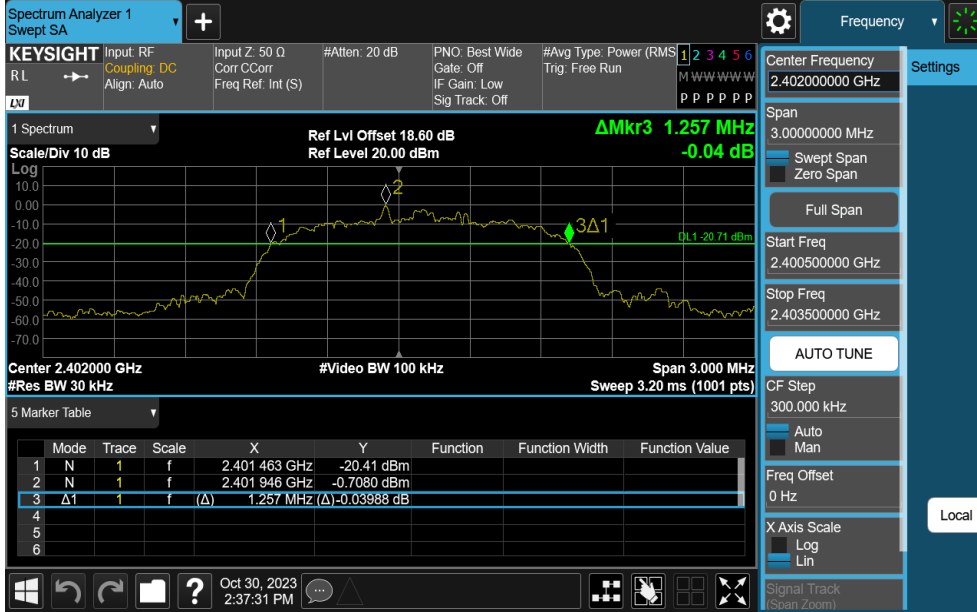 Spectrum Analyzer 1
Swept SA
Frequency
KEYSIGHT
R L
LXI
Input: RF
Coupling: DC
Align: Auto
Input Z: 50 Ω
Corr CCorr
Freq Ref: Int (S)
#Atten: 20 dB
PNO: Best Wide
Gate: Off
IF Gain: Low
Sig Track: Off
#Avg Type: Power (RMS
Trig: Free Run
1 2 3 4 5 6
M W W W W W
P P P P P P
Center Frequency
2.402000000 GHz
Settings
1 Spectrum
Scale/Div 10 dB
Ref Lvl Offset 18.60 dB
Ref Level 20.00 dBm
ΔMkr3 1.257 MHz
-0.04 dB
Log
10.0
0.00
-10.0
-20.0
-30.0
-40.0
-50.0
-60.0
-70.0
1
2
3Δ1
DL1 -20.71 dBm
Center 2.402000 GHz
#Res BW 30 kHz
#Video BW 100 kHz
Span 3.000 MHz
Sweep 3.20 ms (1001 pts)
Span
3.00000000 MHz
Swept Span
Zero Span
Full Span
Start Freq
2.400500000 GHz
Stop Freq
2.403500000 GHz
AUTO TUNE
CF Step
300.000 kHz
Auto
Man
Freq Offset
0 Hz
X Axis Scale
Log
Lin
Signal Track
(Span Zoom)
Local
5 Marker Table
Mode Trace Scale X Y Function Function Width Function Value
1 N 1 f 2.401 463 GHz -20.41 dBm
2 N 1 f 2.401 946 GHz -0.7080 dBm
3 Δ1 1 f (Δ) 1.257 MHz (Δ) -0.03988 dB
4
5
6
?
Oct 30, 2023
2:37:31 PM